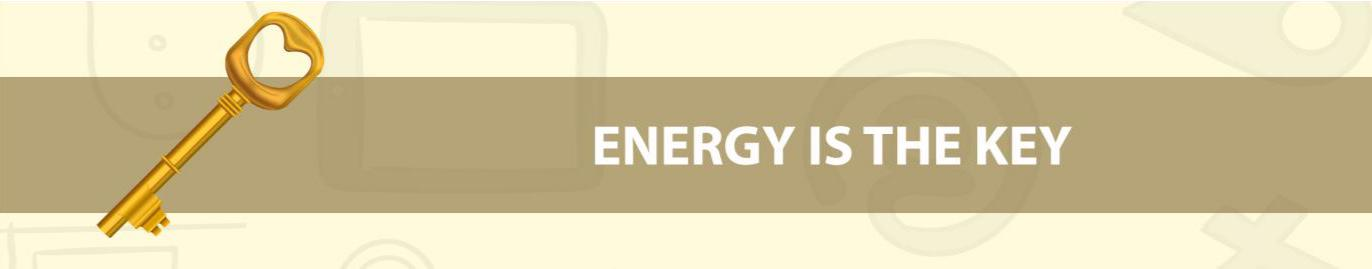 ENERGY IS THE KEY